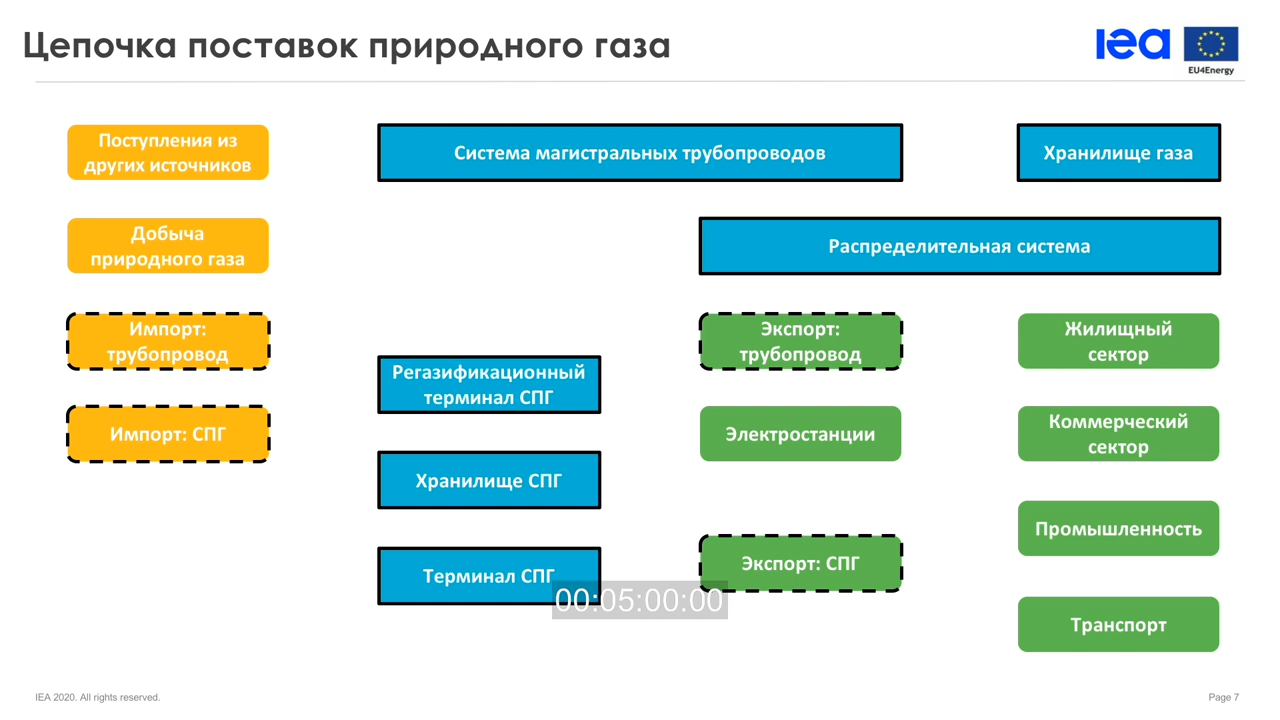 Цепочка поставок природного газа
iea
EU4Energy
Поступления из
других источников
Система магистральных трубопроводов
Хранилище газа
Добыча
природного газа
Распределительная система
Импорт:
трубопровод
Экспорт:
трубопровод
Жилищный
сектор
Регазификационный
терминал СПГ
Импорт: СПГ
Электростанции
Коммерческий
сектор
Хранилище СПГ
Промышленность
Экспорт: СПГ
Терминал СПГ
00:05:00:00
Транспорт
IEA 2020. All rights reserved.
Page 7